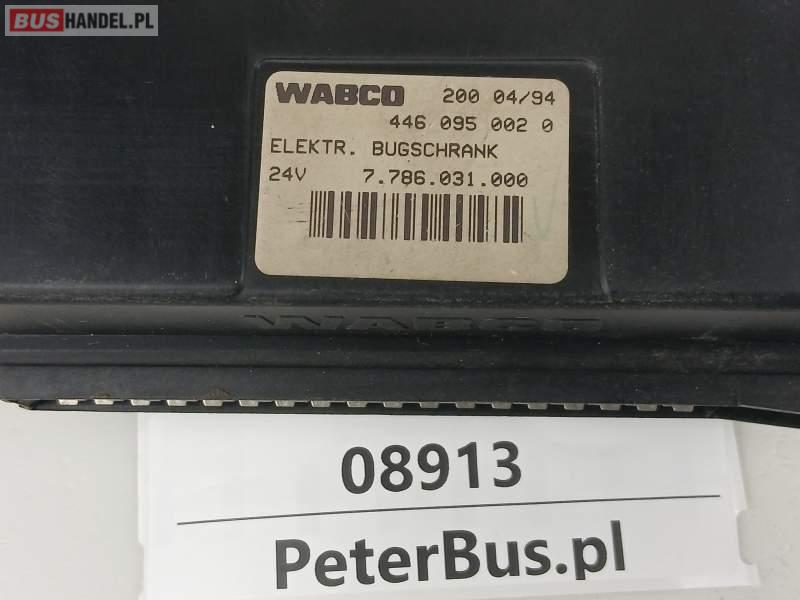 BUSHANDEL.PL
WABCO 200 04/94
446 095 002 0
ELEKTR. BUGSCHRANK
24V 7.786.031.000
WABCO
08913
PeterBus.pl